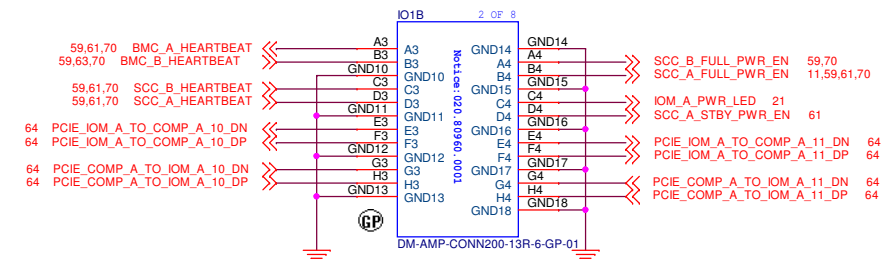 IO1B 2 OF 8
59,61,70 BMC_A_HEARTBEAT A3 A3
59,63,70 BMC_B_HEARTBEAT B3 B3
GND10 GND10
59,61,70 SCC_B_HEARTBEAT C3 C3
59,61,70 SCC_A_HEARTBEAT D3 D3
GND11 GND11
64 PCIE_IOM_A_TO_COMP_A_10_DN E3 E3
64 PCIE_IOM_A_TO_COMP_A_10_DP F3 F3
GND12 GND12
64 PCIE_COMP_A_TO_IOM_A_10_DN G3 G3
64 PCIE_COMP_A_TO_IOM_A_10_DP H3 H3
GND13 GND13
Notice:020.80960.0001
GND14 GND14
A4 A4 SCC_B_FULL_PWR_EN 59,70
B4 B4 SCC_A_FULL_PWR_EN 11,59,61,70
GND15 GND15
C4 C4 IOM_A_PWR_LED 21
D4 D4 SCC_A_STBY_PWR_EN 61
GND16 GND16
E4 E4 PCIE_IOM_A_TO_COMP_A_11_DN 64
F4 F4 PCIE_IOM_A_TO_COMP_A_11_DP 64
GND17 GND17
G4 G4 PCIE_COMP_A_TO_IOM_A_11_DN 64
H4 H4 PCIE_COMP_A_TO_IOM_A_11_DP 64
GND18 GND18
GP
DM-AMP-CONN200-13R-6-GP-01